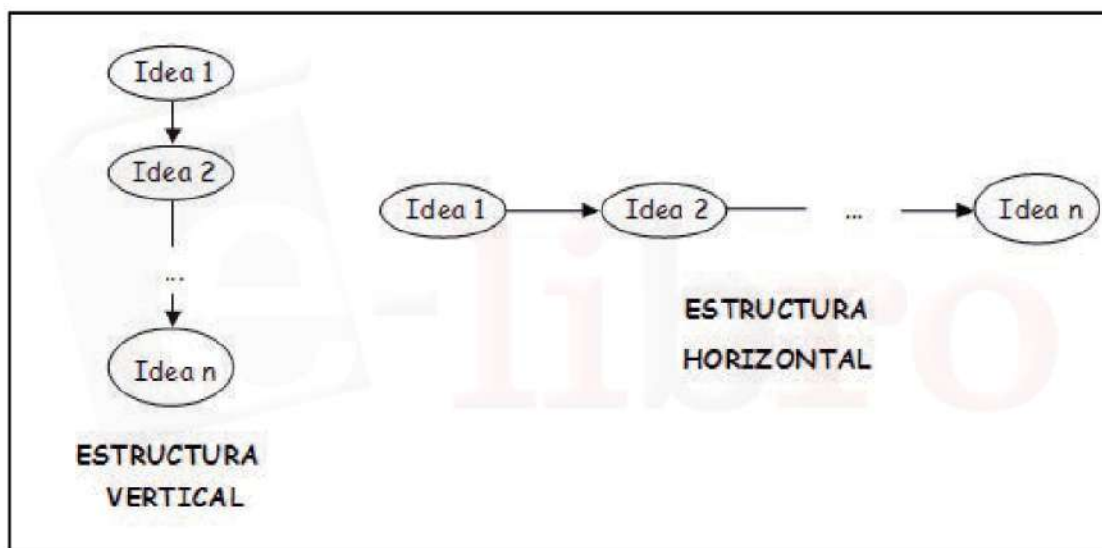 Idea 1
Idea 2
...
Idea n
ESTRUCTURA
VERTICAL
Idea 1
Idea 2
...
Idea n
ESTRUCTURA
HORIZONTAL
e-libro